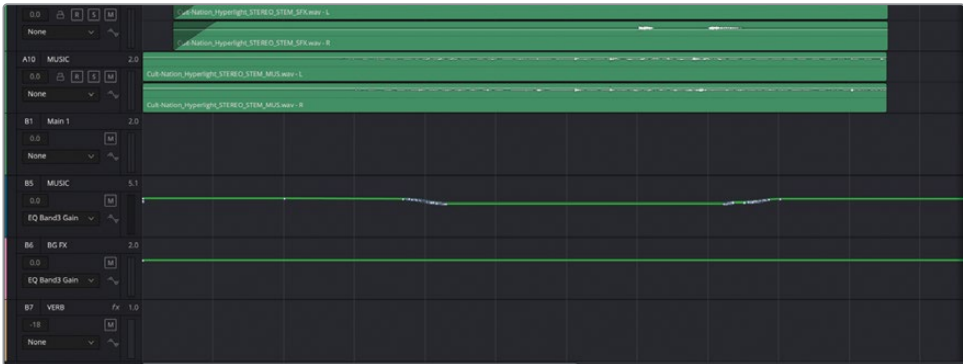 0.0 R S M
Cult-Nation_Hyperlight_STEREO_STEM_SFX.wav - L
None
Cult-Nation_Hyperlight_STEREO_STEM_SFX.wav - R
A10 MUSIC 2.0
0.0 R S M
Cult-Nation_Hyperlight_STEREO_STEM_MUS.wav - L
None
Cult-Nation_Hyperlight_STEREO_STEM_MUS.wav - R
B1 Main 1 2.0
0.0 M
None
B5 MUSIC 5.1
0.0 M
EQ Band3 Gain
B6 BG FX 2.0
0.0 M
EQ Band3 Gain
B7 VERB fx 1.0
-18 M
None